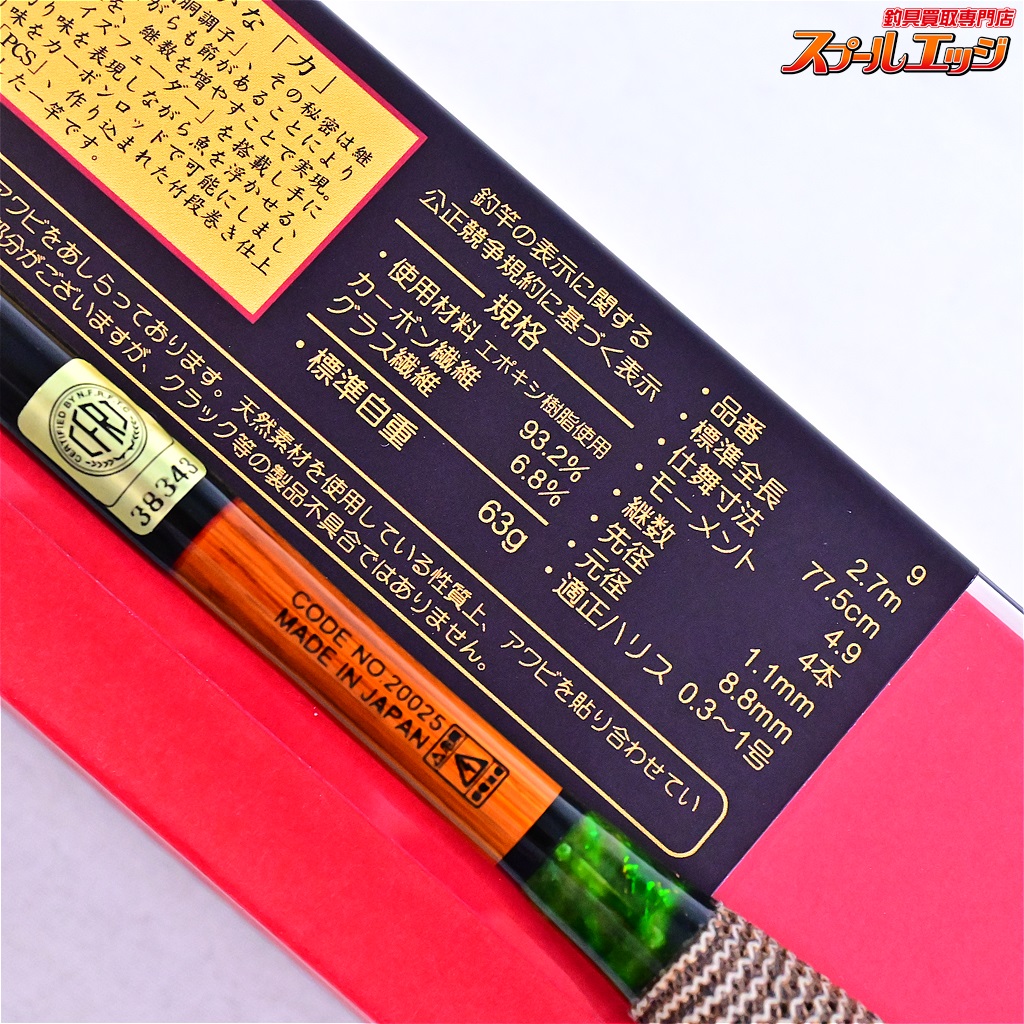 釣具買取専門店
スプールエッジ
な「力」
胴調子」、その秘密は継
がらも節があることにより
を、継数を増やすことで実現。
イズフェーダー」を搭載し手に
り味を表現しながら魚を浮かせる、
味をカーボンロッドで可能にしまし
「PCS」、作り込まれた竹段巻き仕上
した一竿です。
釣竿の表示に関する
公正競争規約に基づく表示
規格
・使用材料 エポキシ樹脂使用
カーボン繊維 93.2%
グラス繊維 6.8%
・標準自重 63g
・品番 9
・標準全長 2.7m
・仕舞寸法 77.5cm
・モーメント 4.9
・継数 4本
・先径 1.1mm
・元径 8.8mm
・適正ハリス 0.3〜1号
アワビをあしらっております。天然素材を使用している性質上、アワビを貼り合わせてい
部分がございますが、クラック等の製品不具合ではありません。
CERTIFIED BY N.F.R.F.T.C.
38343
CODE NO.20025
MADE IN JAPAN